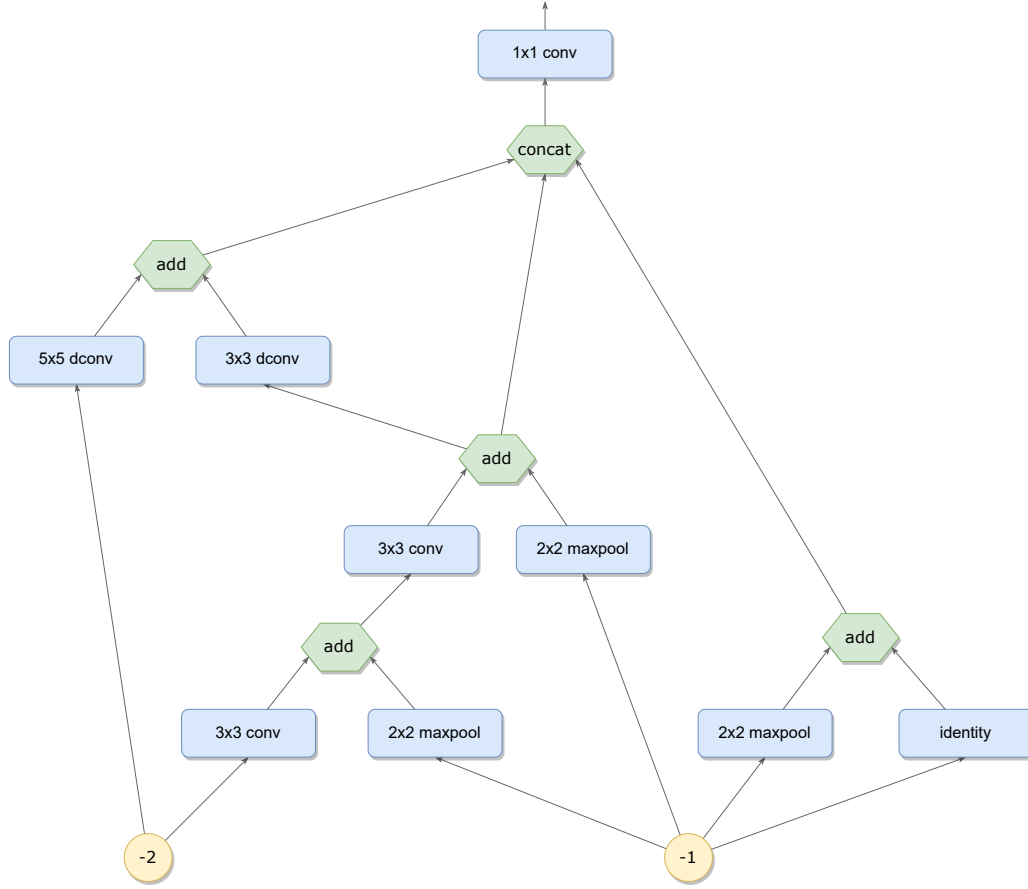 1x1 conv
concat
add
5x5 dconv
3x3 dconv
add
3x3 conv
2x2 maxpool
add
add
3x3 conv
2x2 maxpool
2x2 maxpool
identity
-2
-1